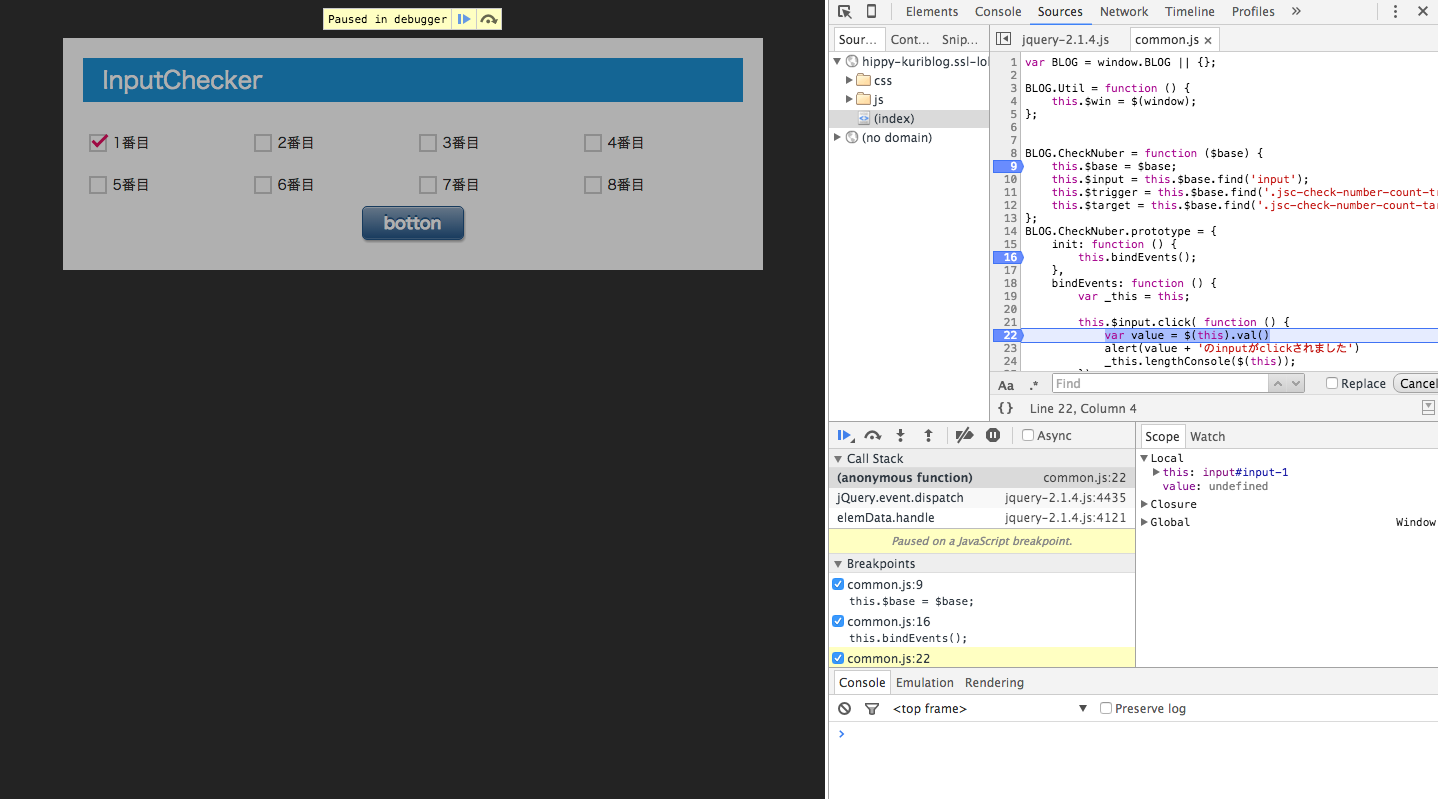 Paused in debugger
InputChecker
1番目 2番目 3番目 4番目
5番目 6番目 7番目 8番目
botton
Elements Console Sources Network Timeline Profiles »
Sour… Cont… Snip…
hippy-kuriblog.ssl-lol
css
js
(index)
(no domain)
jquery-2.1.4.js common.js ×
1 var BLOG = window.BLOG || {};
2
3 BLOG.Util = function () {
4 this.$win = $(window);
5 };
6
7
8 BLOG.CheckNuber = function ($base) {
9 this.$base = $base;
10 this.$input = this.$base.find('input');
11 this.$trigger = this.$base.find('.jsc-check-number-count-tr
12 this.$target = this.$base.find('.jsc-check-number-count-tar
13 };
14 BLOG.CheckNuber.prototype = {
15 init: function () {
16 this.bindEvents();
17 },
18 bindEvents: function () {
19 var _this = this;
20
21 this.$input.click( function () {
22 var value = $(this).val()
23 alert(value + 'のinputがclickされました')
24 _this.lengthConsole($(this));
Aa .* Find Replace Cancel
{} Line 22, Column 4
Async
Call Stack
(anonymous function) common.js:22
jQuery.event.dispatch jquery-2.1.4.js:4435
elemData.handle jquery-2.1.4.js:4121
Paused on a JavaScript breakpoint.
Breakpoints
common.js:9
this.$base = $base;
common.js:16
this.bindEvents();
common.js:22
Scope Watch
Local
this: input#input-1
value: undefined
Closure
Global Window
Console Emulation Rendering
<top frame> Preserve log